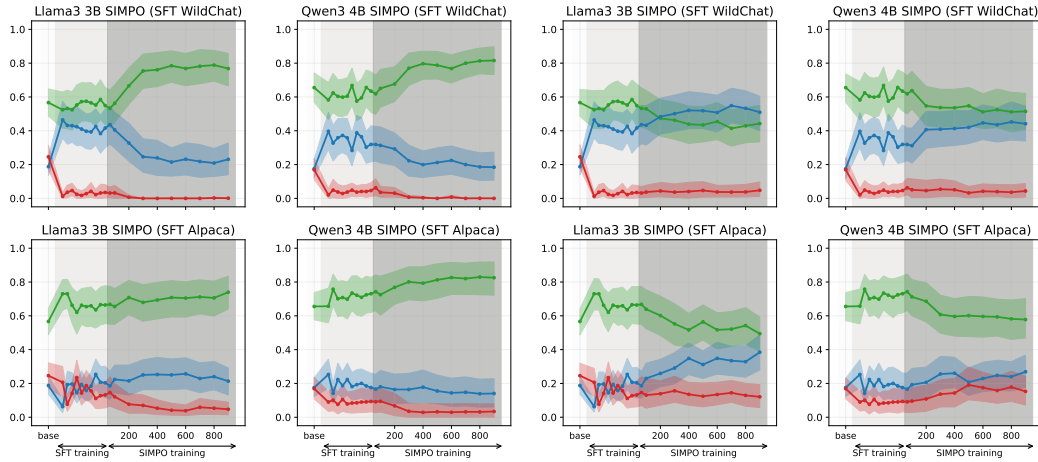 Llama3 3B SIMPO (SFT WildChat)
Qwen3 4B SIMPO (SFT WildChat)
Llama3 3B SIMPO (SFT WildChat)
Qwen3 4B SIMPO (SFT WildChat)
1.0
0.8
0.6
0.4
0.2
0.0
Llama3 3B SIMPO (SFT Alpaca)
Qwen3 4B SIMPO (SFT Alpaca)
Llama3 3B SIMPO (SFT Alpaca)
Qwen3 4B SIMPO (SFT Alpaca)
1.0
0.8
0.6
0.4
0.2
0.0
base 200 400 600 800
base 200 400 600 800
base 200 400 600 800
base 200 400 600 800
SFT training SIMPO training
SFT training SIMPO training
SFT training SIMPO training
SFT training SIMPO training